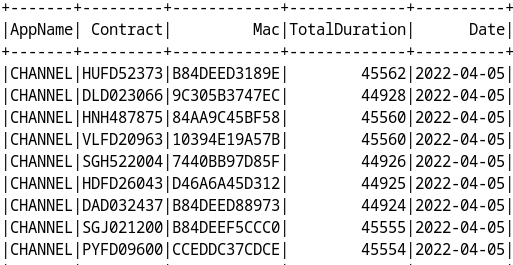 +-------+---------+------------+-------------+----------+
|AppName| Contract|         Mac|TotalDuration|      Date|
+-------+---------+------------+-------------+----------+
|CHANNEL|HUFD52373|B84DEED3189E|        45562|2022-04-05|
|CHANNEL|DLD023066|9C305B3747EC|        44928|2022-04-05|
|CHANNEL|HNH487875|84AA9C45BF58|        45560|2022-04-05|
|CHANNEL|VLFD20963|10394E19A57B|        45560|2022-04-05|
|CHANNEL|SGH522004|7440BB97D85F|        44926|2022-04-05|
|CHANNEL|HDFD26043|D46A6A45D312|        44925|2022-04-05|
|CHANNEL|DAD032437|B84DEED88973|        44924|2022-04-05|
|CHANNEL|SGJ021200|B84DEEF5CCC0|        45555|2022-04-05|
|CHANNEL|PYFD09600|CCEDDC37CDCE|        45554|2022-04-05|